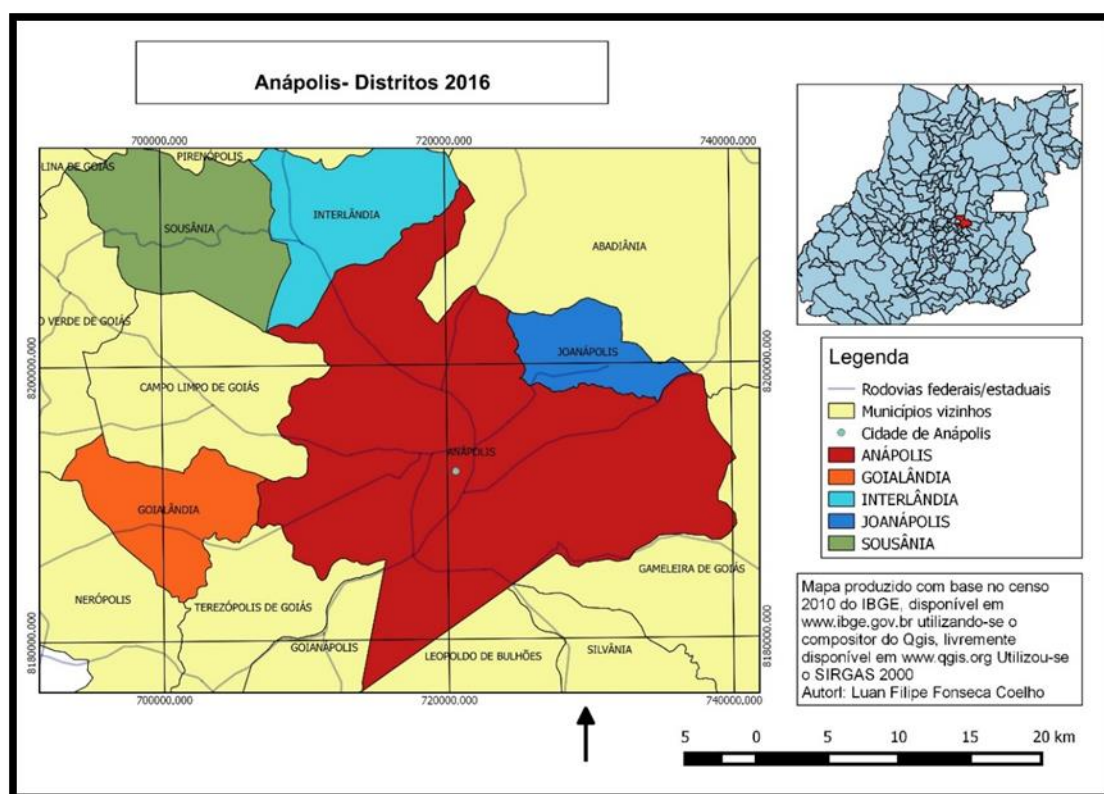 Anápolis- Distritos 2016
700000.000
720000.000
740000.000
LINA DE GOIÁS
PIRENÓPOLIS
SOUSÂNIA
INTERLÂNDIA
ABADIÂNIA
O VERDE DE GOIÁS
JOANÁPOLIS
8200000.000
8200000.000
CAMPO LIMPO DE GOIÁS
ANÁPOLIS
GOIALÂNDIA
GAMELEIRA DE GOIÁS
NERÓPOLIS
TEREZÓPOLIS DE GOIÁS
GOIANÁPOLIS
LEOPOLDO DE BULHÕES
SILVÂNIA
8180000.000
8180000.000
700000.000
720000.000
740000.000
Legenda
Rodovias federais/estaduais
Municípios vizinhos
Cidade de Anápolis
ANÁPOLIS
GOIALÂNDIA
INTERLÂNDIA
JOANÁPOLIS
SOUSÂNIA
Mapa produzido com base no censo
2010 do IBGE, disponível em
www.ibge.gov.br utilizando-se o
compositor do Qgis, livremente
disponível em www.qgis.org Utilizou-se
o SIRGAS 2000
Autorl: Luan Filipe Fonseca Coelho
5 0 5 10 15 20 km